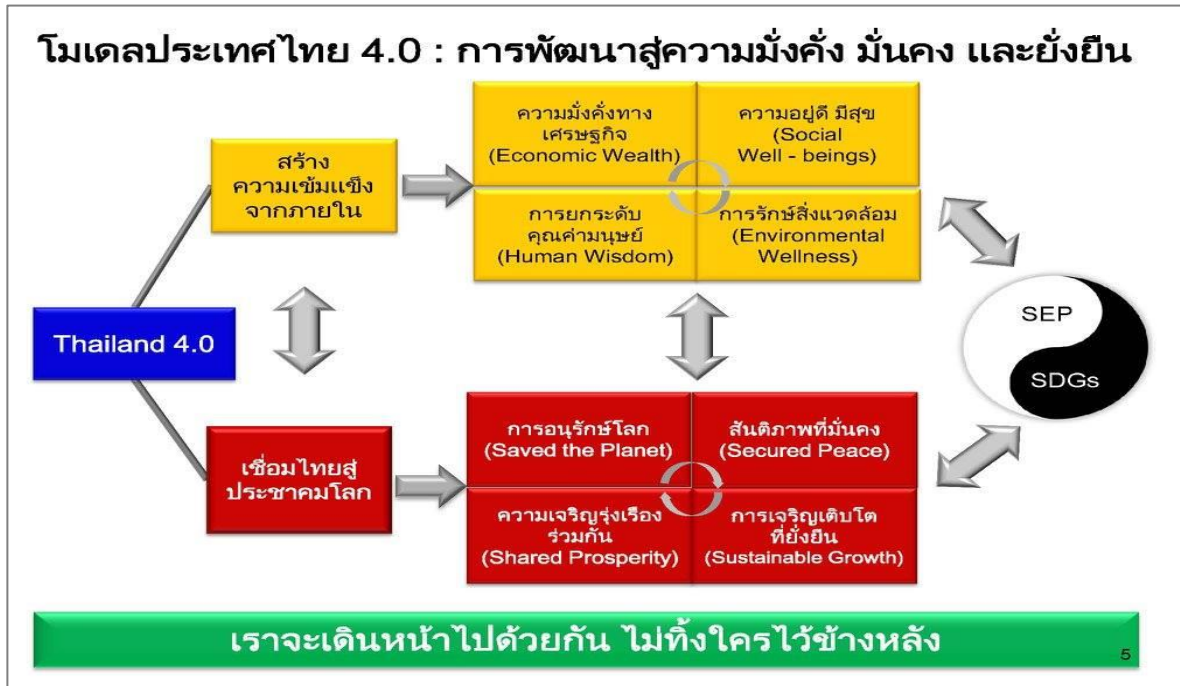 โมเดลประเทศไทย 4.0 : การพัฒนาสู่ความมั่งคั่ง มั่นคง และยั่งยืน
ความมั่งคั่งทาง
เศรษฐกิจ
(Economic Wealth)
ความอยู่ดี มีสุข
(Social
Well - beings)
สร้าง
ความเข้มแข็ง
จากภายใน
การยกระดับ
คุณค่ามนุษย์
(Human Wisdom)
การรักษ์สิ่งแวดล้อม
(Environmental
Wellness)
Thailand 4.0
SEP
SDGs
การอนุรักษ์โลก
(Saved the Planet)
สันติภาพที่มั่นคง
(Secured Peace)
เชื่อมไทยสู่
ประชาคมโลก
ความเจริญรุ่งเรือง
ร่วมกัน
(Shared Prosperity)
การเจริญเติบโต
ที่ยั่งยืน
(Sustainable Growth)
เราจะเดินหน้าไปด้วยกัน ไม่ทิ้งใครไว้ข้างหลัง
5